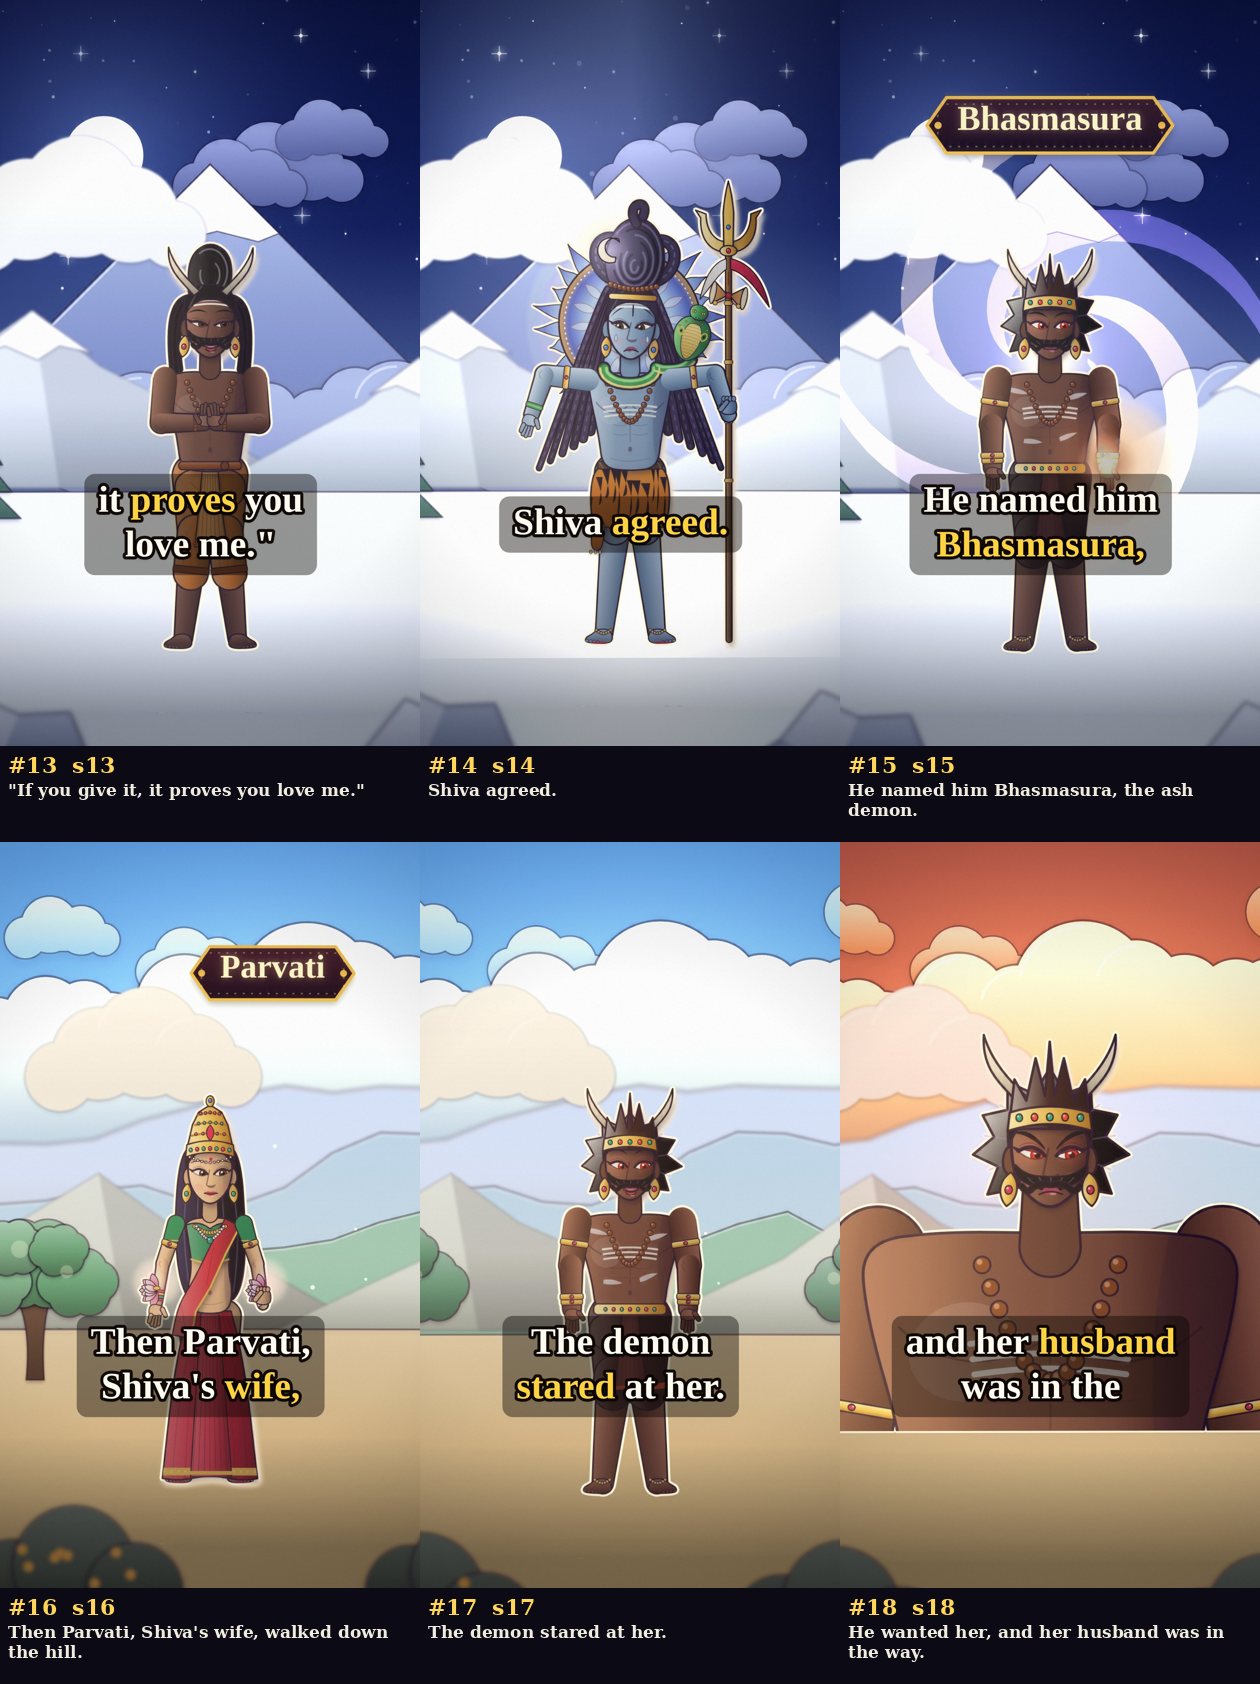 it proves you
love me."
#13 s13
"If you give it, it proves you love me."
Shiva agreed.
#14 s14
Shiva agreed.
Bhasmasura
He named him
Bhasmasura,
#15 s15
He named him Bhasmasura, the ash
demon.
Parvati
Then Parvati,
Shiva's wife,
#16 s16
Then Parvati, Shiva's wife, walked down
the hill.
The demon
stared at her.
#17 s17
The demon stared at her.
and her husband
was in the
#18 s18
He wanted her, and her husband was in
the way.